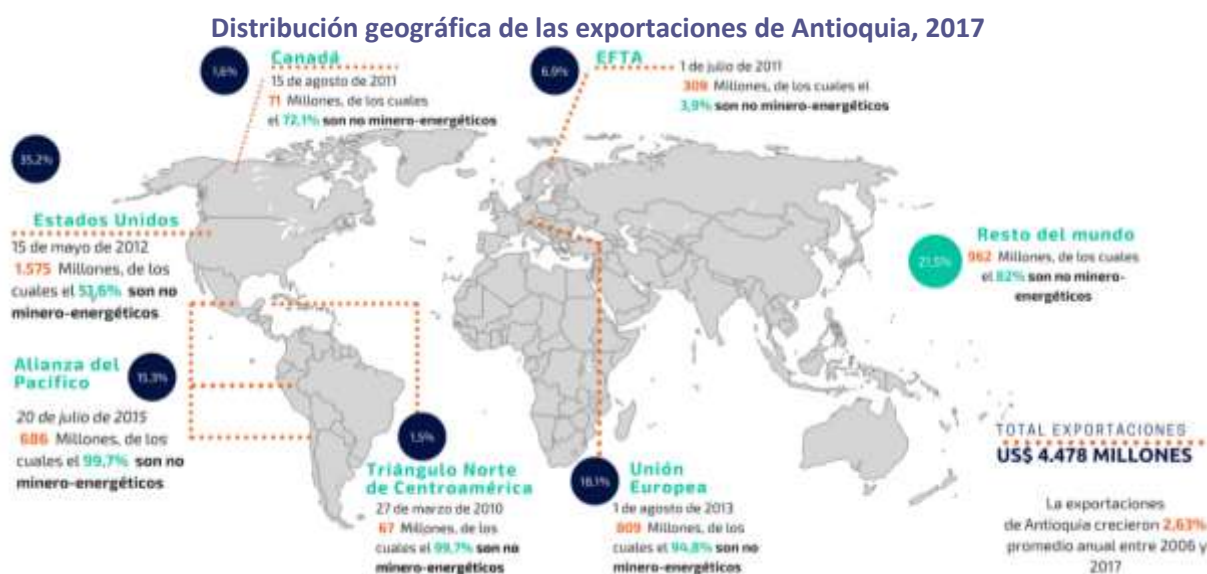 Distribución geográfica de las exportaciones de Antioquia, 2017
1,6%
Canadá
15 de agosto de 2011
71 Millones, de los cuales
el 72,1% son no minero-energéticos
6,9%
EFTA
1 de julio de 2011
309 Millones, de los cuales el
3,9% son no minero-energéticos
35,2%
Estados Unidos
15 de mayo de 2012
1.575 Millones, de los
cuales el 53,6% son no
minero-energéticos
21,5%
Resto del mundo
962 Millones, de los cuales
el 82% son no minero-
energéticos
Alianza del
Pacífico
15,3%
20 de julio de 2015
686 Millones, de los
cuales el 99,7% son no
minero-energéticos
1,5%
Triángulo Norte
de Centroamérica
27 de marzo de 2010
67 Millones, de los
cuales el 99,7% son no
minero-energéticos
18,1%
Unión
Europea
1 de agosto de 2013
809 Millones, de los
cuales el 94,8% son no
minero-energéticos
TOTAL EXPORTACIONES
US$ 4.478 MILLONES
La exportaciones
de Antioquia crecieron 2,63%
promedio anual entre 2006 y
2017